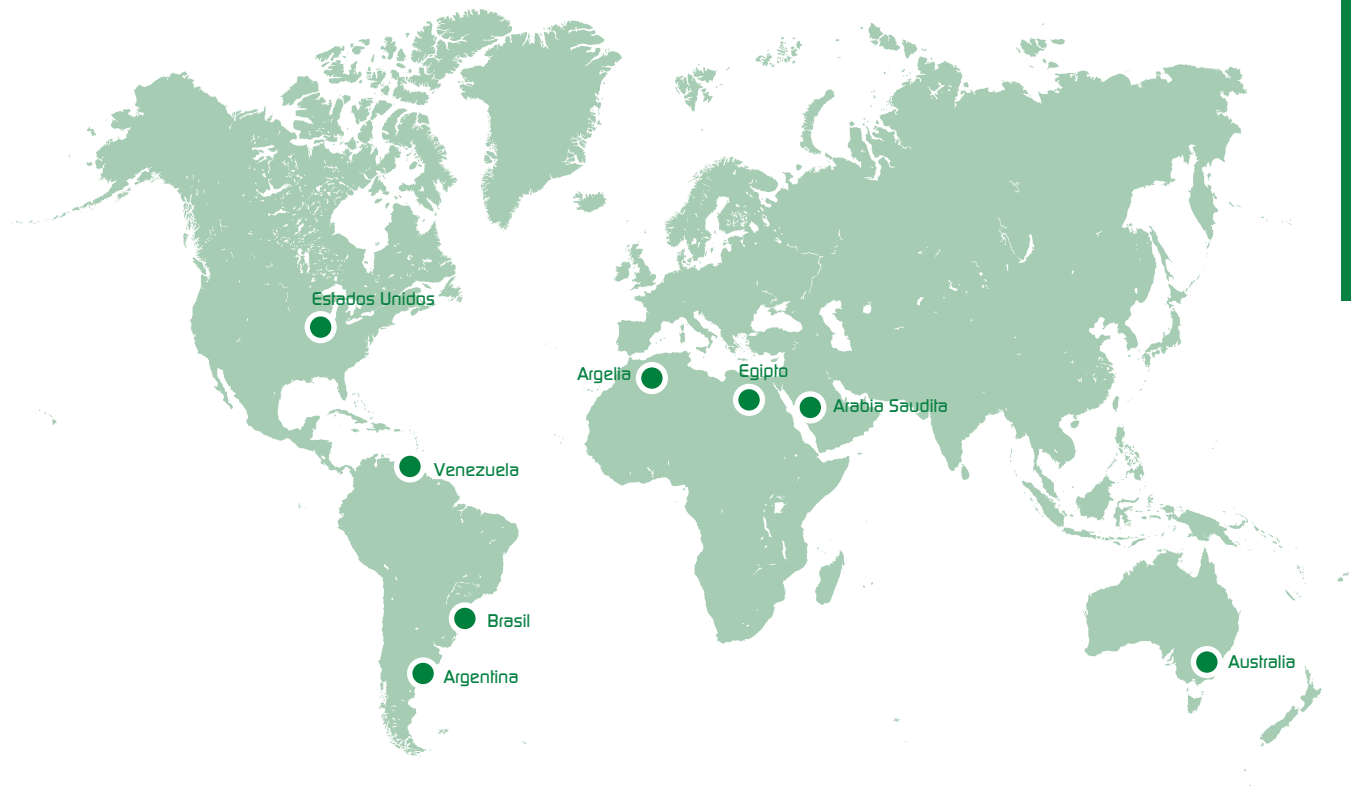 Estados Unidos
Egipto
Argelia
Arabia Saudita
Venezuela
Brasil
Australia
Argentina